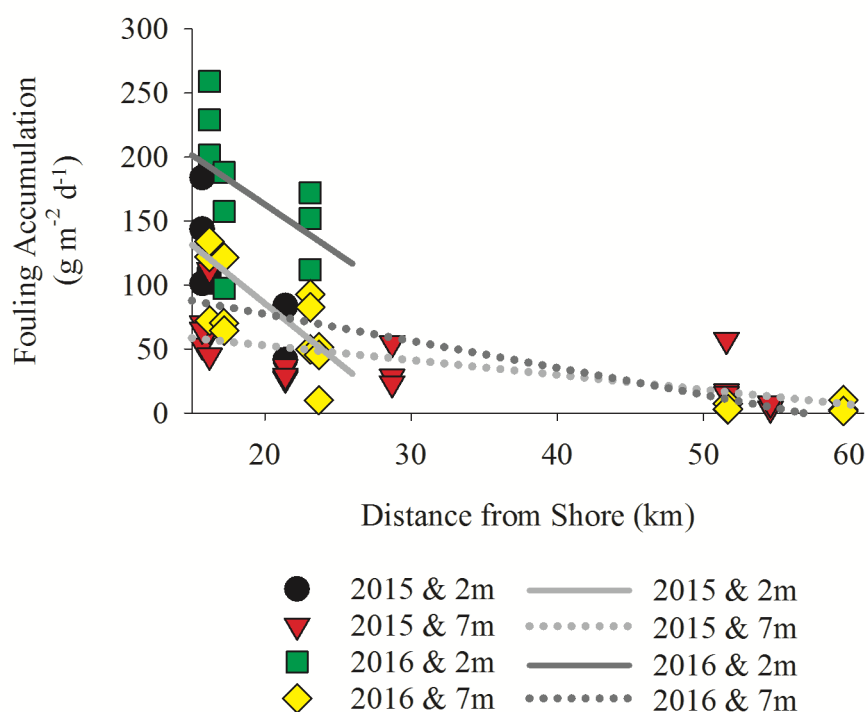 300
250
200
150
100
50
0
Fouling Accumulation
(g m⁻² d⁻¹)
20 30 40 50 60
Distance from Shore (km)
2015 & 2m 2015 & 2m
2015 & 7m 2015 & 7m
2016 & 2m 2016 & 2m
2016 & 7m 2016 & 7m